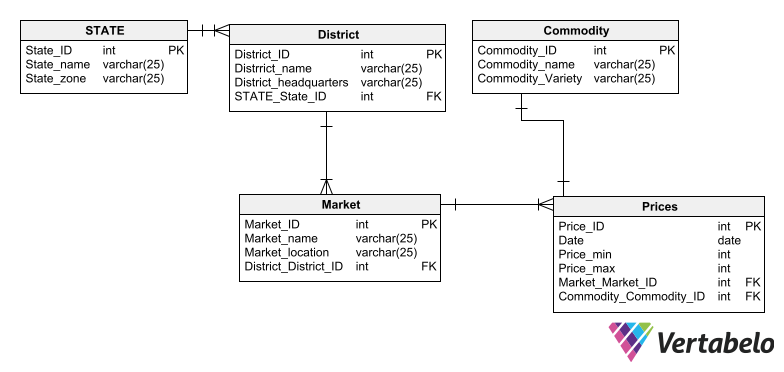 STATE
State_ID int PK
State_name varchar(25)
State_zone varchar(25)
District
District_ID int PK
Distrrict_name varchar(25)
District_headquarters varchar(25)
STATE_State_ID int FK
Commodity
Commodity_ID int PK
Commodity_name varchar(25)
Commodity_Variety varchar(25)
Market
Market_ID int PK
Market_name varchar(25)
Market_location varchar(25)
District_District_ID int FK
Prices
Price_ID int PK
Date date
Price_min int
Price_max int
Market_Market_ID int FK
Commodity_Commodity_ID int FK
Vertabelo